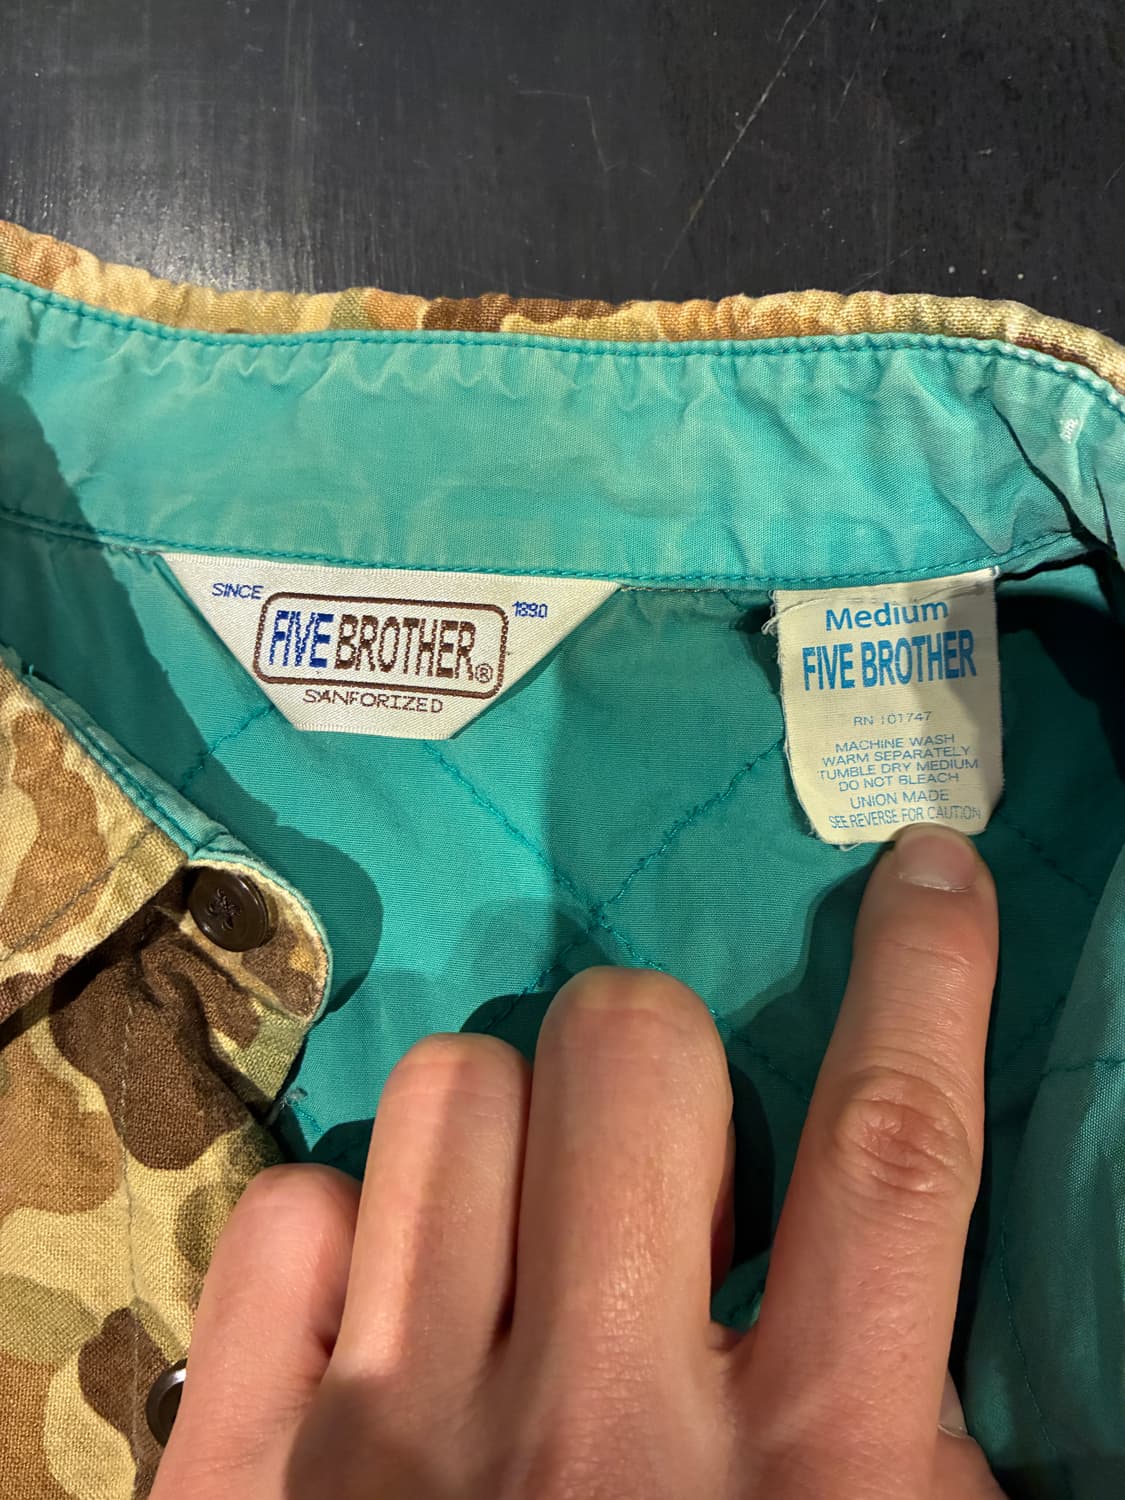 SINCE 1890
FIVE BROTHER®
SANFORIZED
Medium
FIVE BROTHER
RN 101747
MACHINE WASH
WARM SEPARATELY
TUMBLE DRY MEDIUM
DO NOT BLEACH
UNION MADE
SEE REVERSE FOR CAUTION